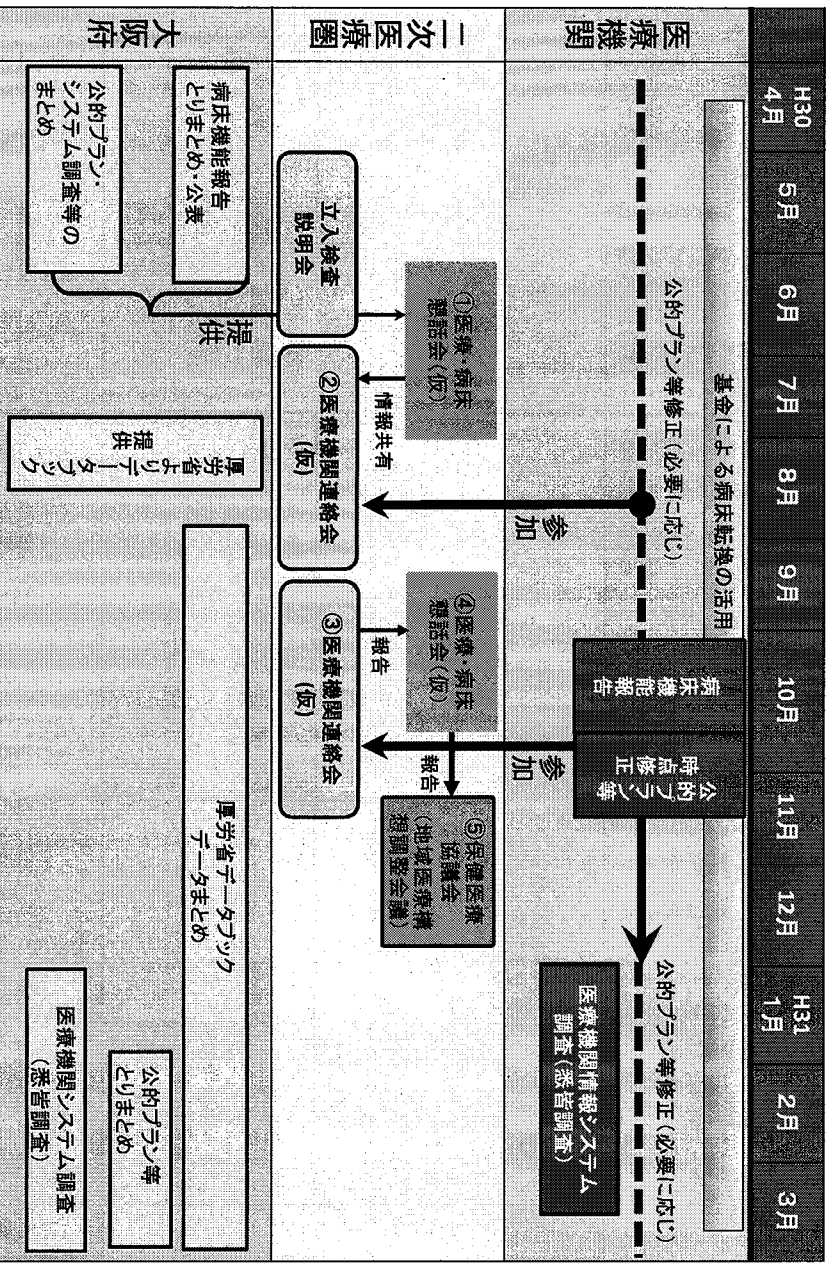 H30
4月
5月
6月
7月
8月
9月
10月
11月
12月
H31
1月
2月
3月
医療
機関
基金による病床転換の活用
公的プラン等修正(必要に応じ)
病床機
能報告
公的プラン等
時点修正
公的プラン等修正(必要に応じ)
医療機関情報システム
調査(悉皆調査)
参加
参加
二次医療圏
①医療・病床
懇話会(仮)
情報共有
④医療・病床
懇話会(仮)
報告
報告
⑤保健医療
協議会
(地域医療構
想調整会議)
立入検査
説明会
②医療機関連絡会
(仮)
③医療機関連絡会
(仮)
大阪府
病床機能報告
とりまとめ・公表
公的プラン・
システム調査等の
まとめ
提供
厚労省よりデータブック
提供
厚労省データブック
データまとめ
公的プラン等
とりまとめ
医療機関システム調査
(悉皆調査)